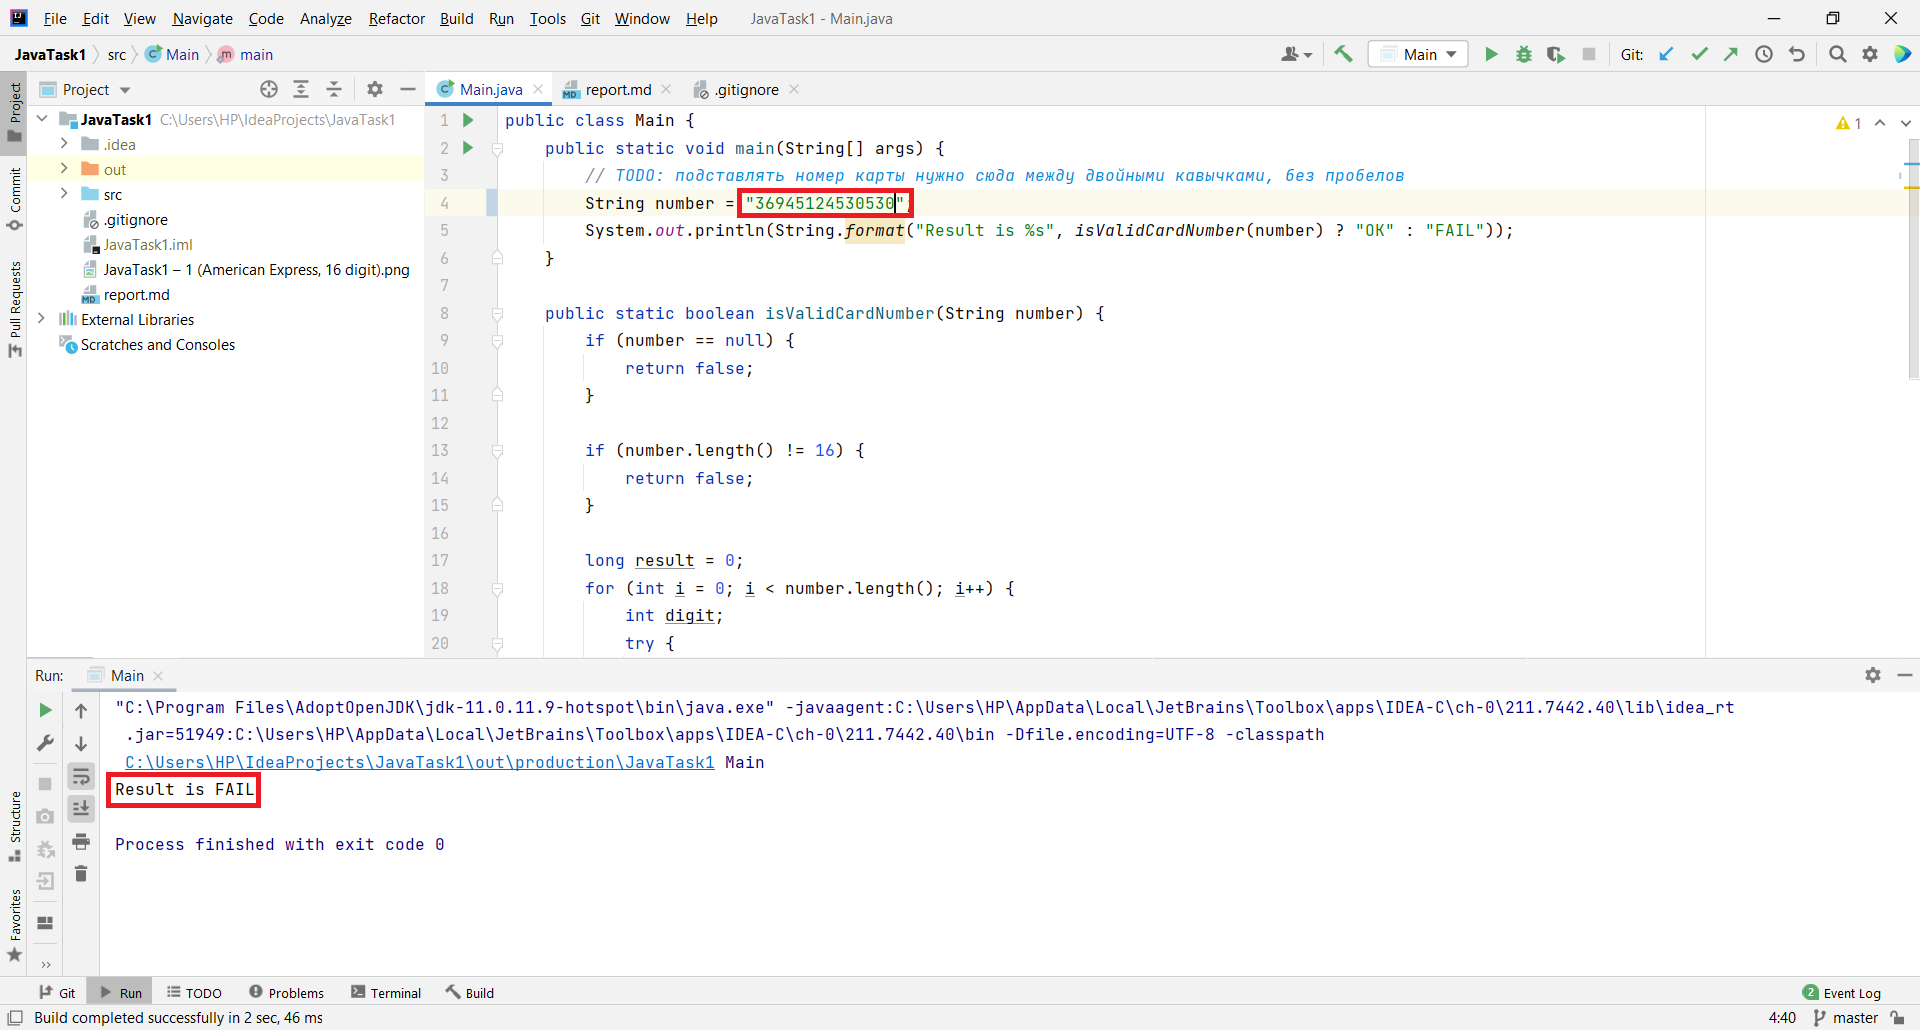 File Edit View Navigate Code Analyze Refactor Build Run Tools Git Window Help JavaTask1 - Main.java
JavaTask1 src Main main
Main Git:
Project
Commit
Pull Requests
Structure
Favorites
Project
JavaTask1 C:\Users\HP\IdeaProjects\JavaTask1
.idea
out
src
.gitignore
JavaTask1.iml
JavaTask1 – 1 (American Express, 16 digit).png
report.md
External Libraries
Scratches and Consoles
Main.java report.md .gitignore
1
1 public class Main {
2 public static void main(String[] args) {
3 // TODO: подставлять номер карты нужно сюда между двойными кавычками, без пробелов
4 String number = "36945124530530";
5 System.out.println(String.format("Result is %s", isValidCardNumber(number) ? "OK" : "FAIL"));
6 }
7
8 public static boolean isValidCardNumber(String number) {
9 if (number == null) {
10 return false;
11 }
12
13 if (number.length() != 16) {
14 return false;
15 }
16
17 long result = 0;
18 for (int i = 0; i < number.length(); i++) {
19 int digit;
20 try {
Run: Main
"C:\Program Files\AdoptOpenJDK\jdk-11.0.11.9-hotspot\bin\java.exe" -javaagent:C:\Users\HP\AppData\Local\JetBrains\Toolbox\apps\IDEA-C\ch-0\211.7442.40\lib\idea_rt
.jar=51949:C:\Users\HP\AppData\Local\JetBrains\Toolbox\apps\IDEA-C\ch-0\211.7442.40\bin -Dfile.encoding=UTF-8 -classpath
C:\Users\HP\IdeaProjects\JavaTask1\out\production\JavaTask1 Main
Result is FAIL
Process finished with exit code 0
Git Run TODO Problems Terminal Build 2 Event Log
Build completed successfully in 2 sec, 46 ms 4:40 master